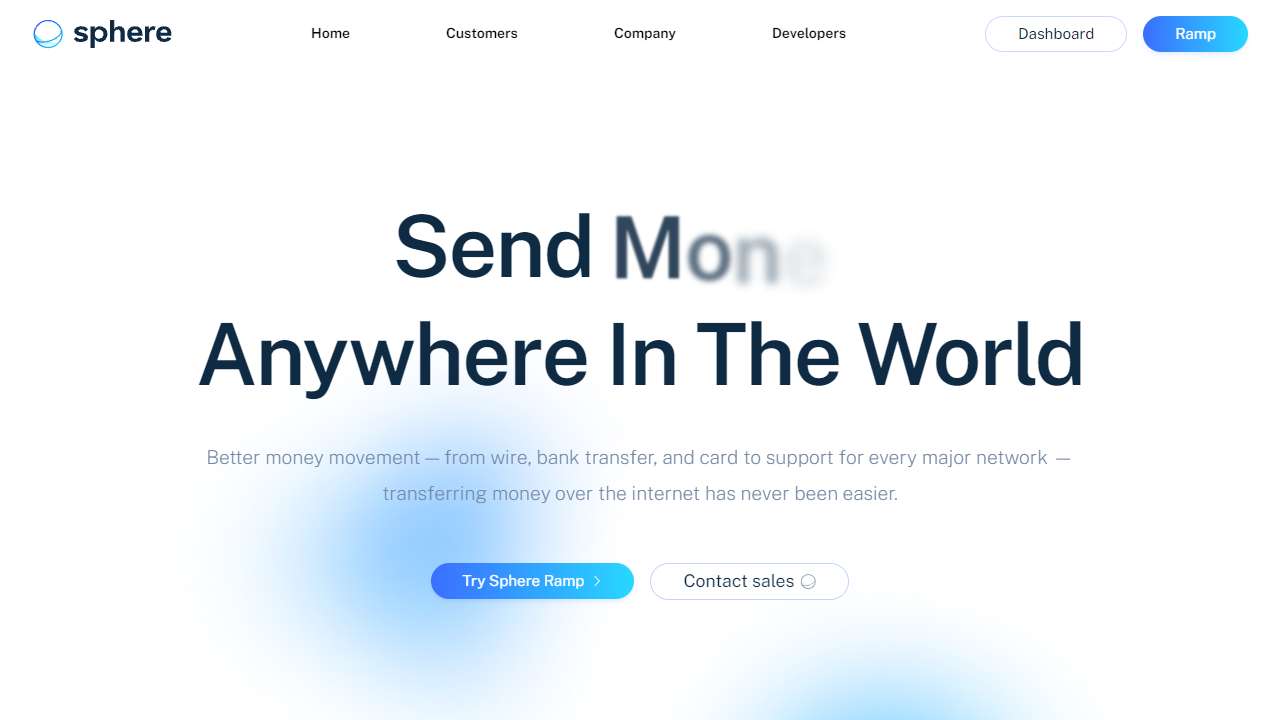 sphere
Home
Customers
Company
Developers
Dashboard
Ramp
Send Mone
Anywhere In The World
Better money movement — from wire, bank transfer, and card to support for every major network —
transferring money over the internet has never been easier.
Try Sphere Ramp
Contact sales